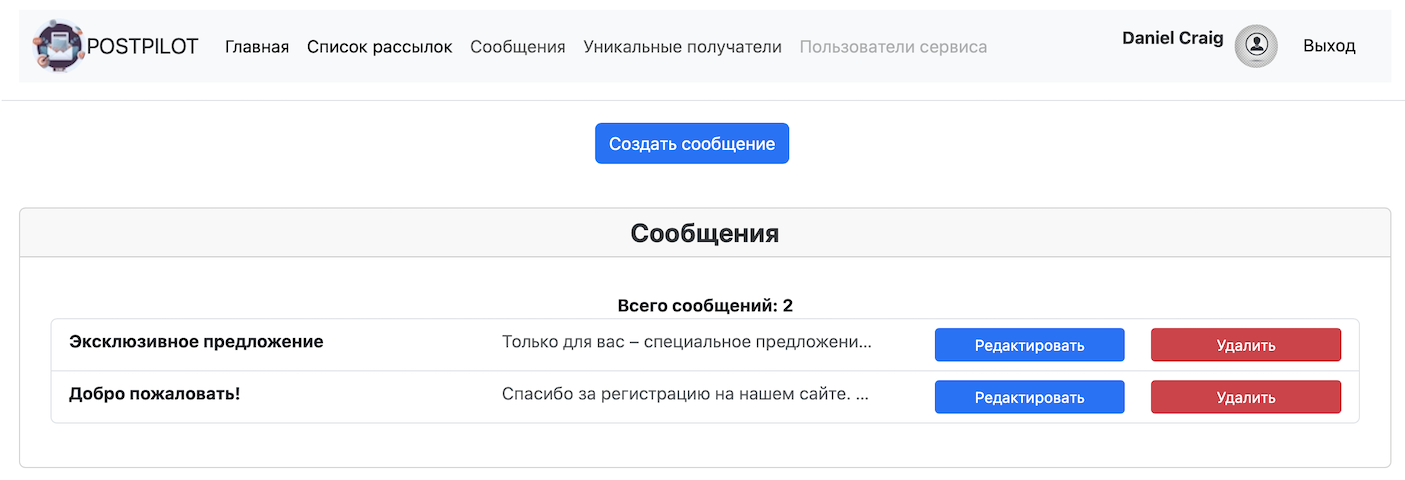 POSTPILOT Главная Список рассылок Сообщения Уникальные получатели Пользователи сервиса Daniel Craig Выход
Создать сообщение
Сообщения
Всего сообщений: 2
Эксклюзивное предложение Только для вас – специальное предложени... Редактировать Удалить
Добро пожаловать! Спасибо за регистрацию на нашем сайте. ... Редактировать Удалить